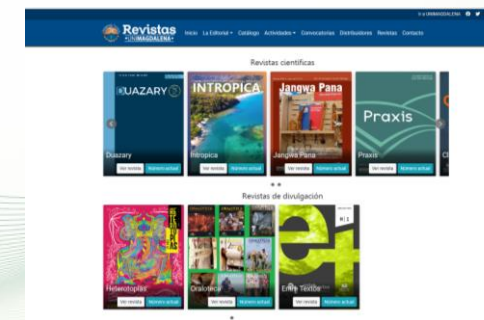 Ir a UNIMAGDALENA
Revistas
UNIMAGDALENA
Inicio La Editorial Catálogo Actividades Convocatorias Distribuidores Revistas Contacto
Revistas científicas
DUAZARY
INTROPICA
Jangwa Pana
Praxis
Duazary
Intropica
Jangwa Pana
Praxis
Ver revista Número actual
Ver revista Número actual
Ver revista Número actual
Ver revista Número actual
Revistas de divulgación
Heterotopías
Oraloteca
Entre Textos
Ver revista Número actual
Ver revista Número actual
Ver revista Número actual